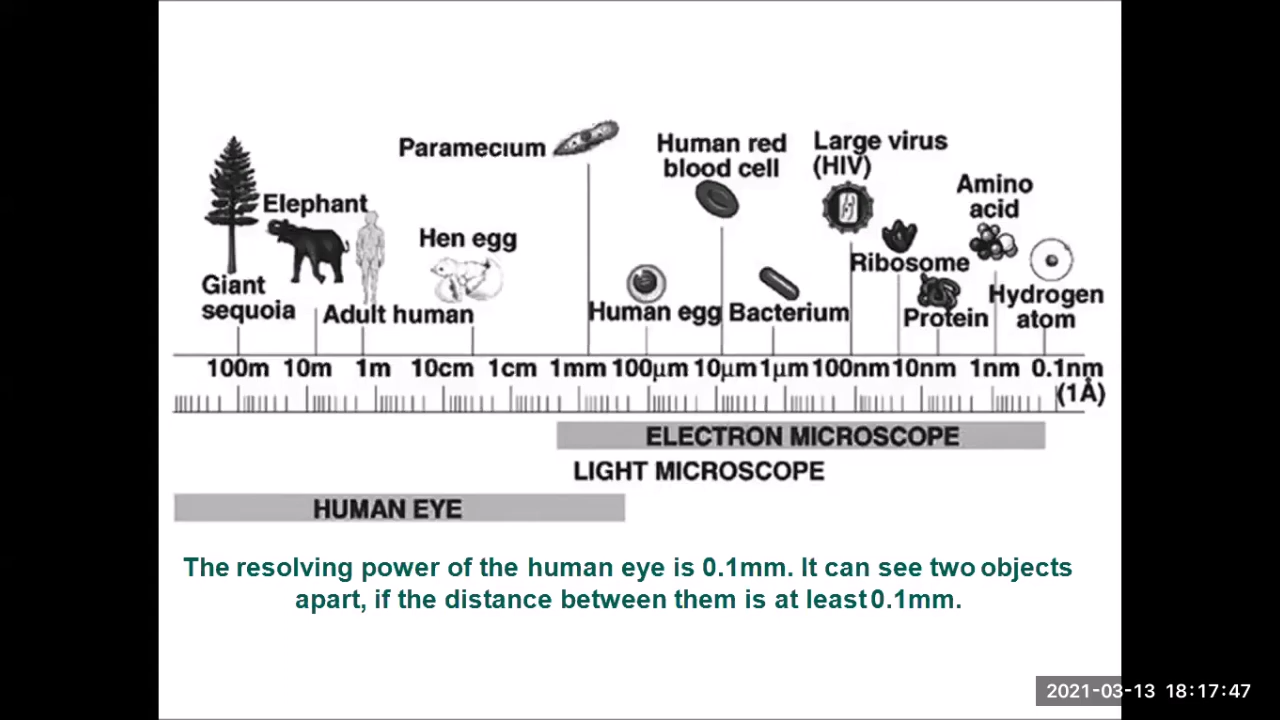 Paramecium
Human red
blood cell
Large virus
(HIV)
Amino
acid
Elephant
Hen egg
Ribosome
Giant
sequoia
Adult human
Human egg
Bacterium
Protein
Hydrogen
atom
100m 10m 1m 10cm 1cm 1mm 100μm 10μm 1μm 100nm 10nm 1nm 0.1nm
(1Å)
ELECTRON MICROSCOPE
LIGHT MICROSCOPE
HUMAN EYE
The resolving power of the human eye is 0.1mm. It can see two objects
apart, if the distance between them is at least 0.1mm.
2021-03-13 18:17:47